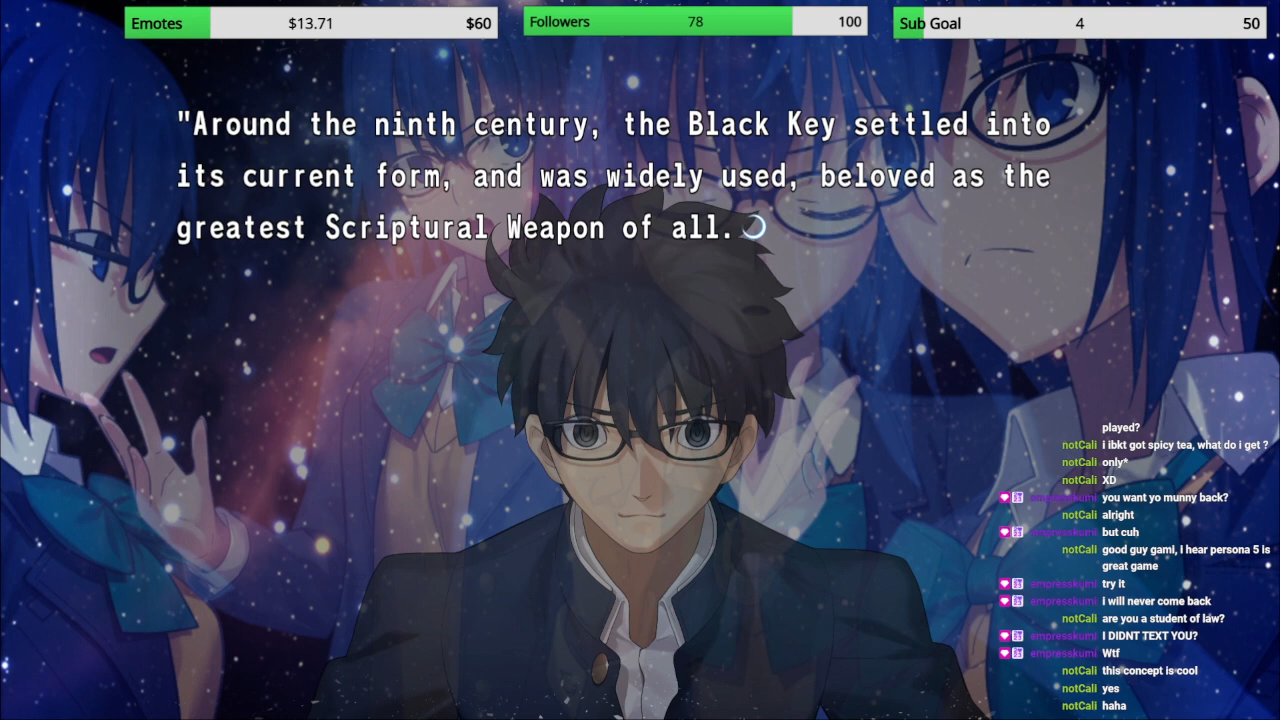 Emotes $13.71 $60
Followers 78 100
Sub Goal 4 50
"Around the ninth century, the Black Key settled into
its current form, and was widely used, beloved as the
greatest Scriptural Weapon of all.
played?
notCali i ibkt got spicy tea, what do i get ?
notCali only*
notCali XD
empresskumi you want yo munny back?
notCali alright
empresskumi but cuh
notCali good guy gami, I hear persona 5 is
great game
empresskumi try it
empresskumi i will never come back
notCali are you a student of law?
empresskumi I DIDNT TEXT YOU?
empresskumi Wtf
notCali this concept is cool
notCali yes
notCali haha